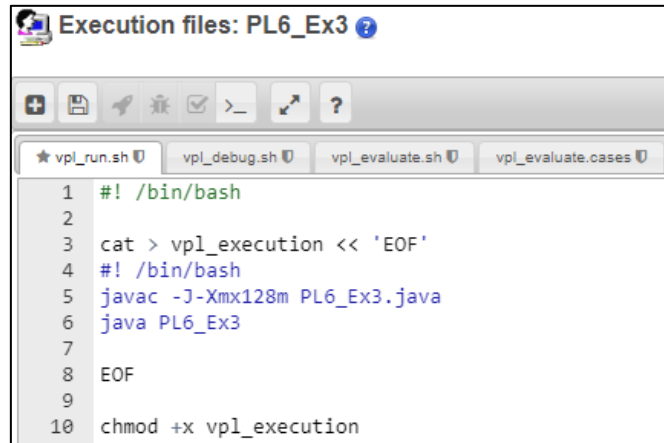 Execution files: PL6_Ex3 ?
>_ ?
vpl_run.sh vpl_debug.sh vpl_evaluate.sh vpl_evaluate.cases
1 #! /bin/bash
2
3 cat > vpl_execution << 'EOF'
4 #! /bin/bash
5 javac -J-Xmx128m PL6_Ex3.java
6 java PL6_Ex3
7
8 EOF
9
10 chmod +x vpl_execution